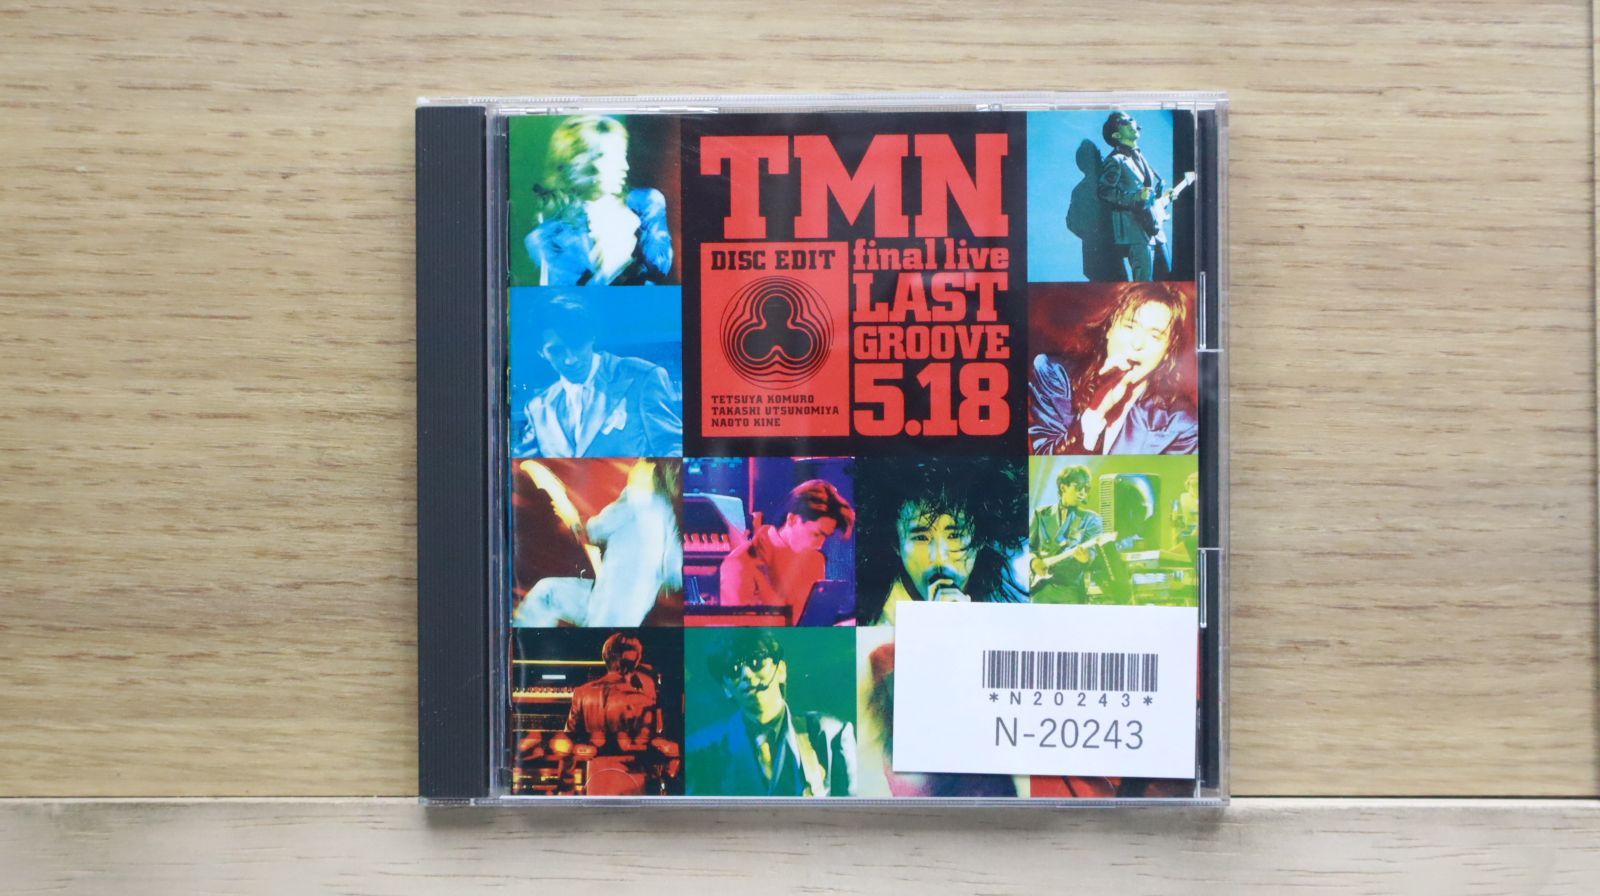 TMN
DISC EDIT
final live
LAST
GROOVE
5.18
TETSUYA KOMURO
TAKASHI UTSUNOMIYA
NAOTO KINE
*N20243*
N-20243